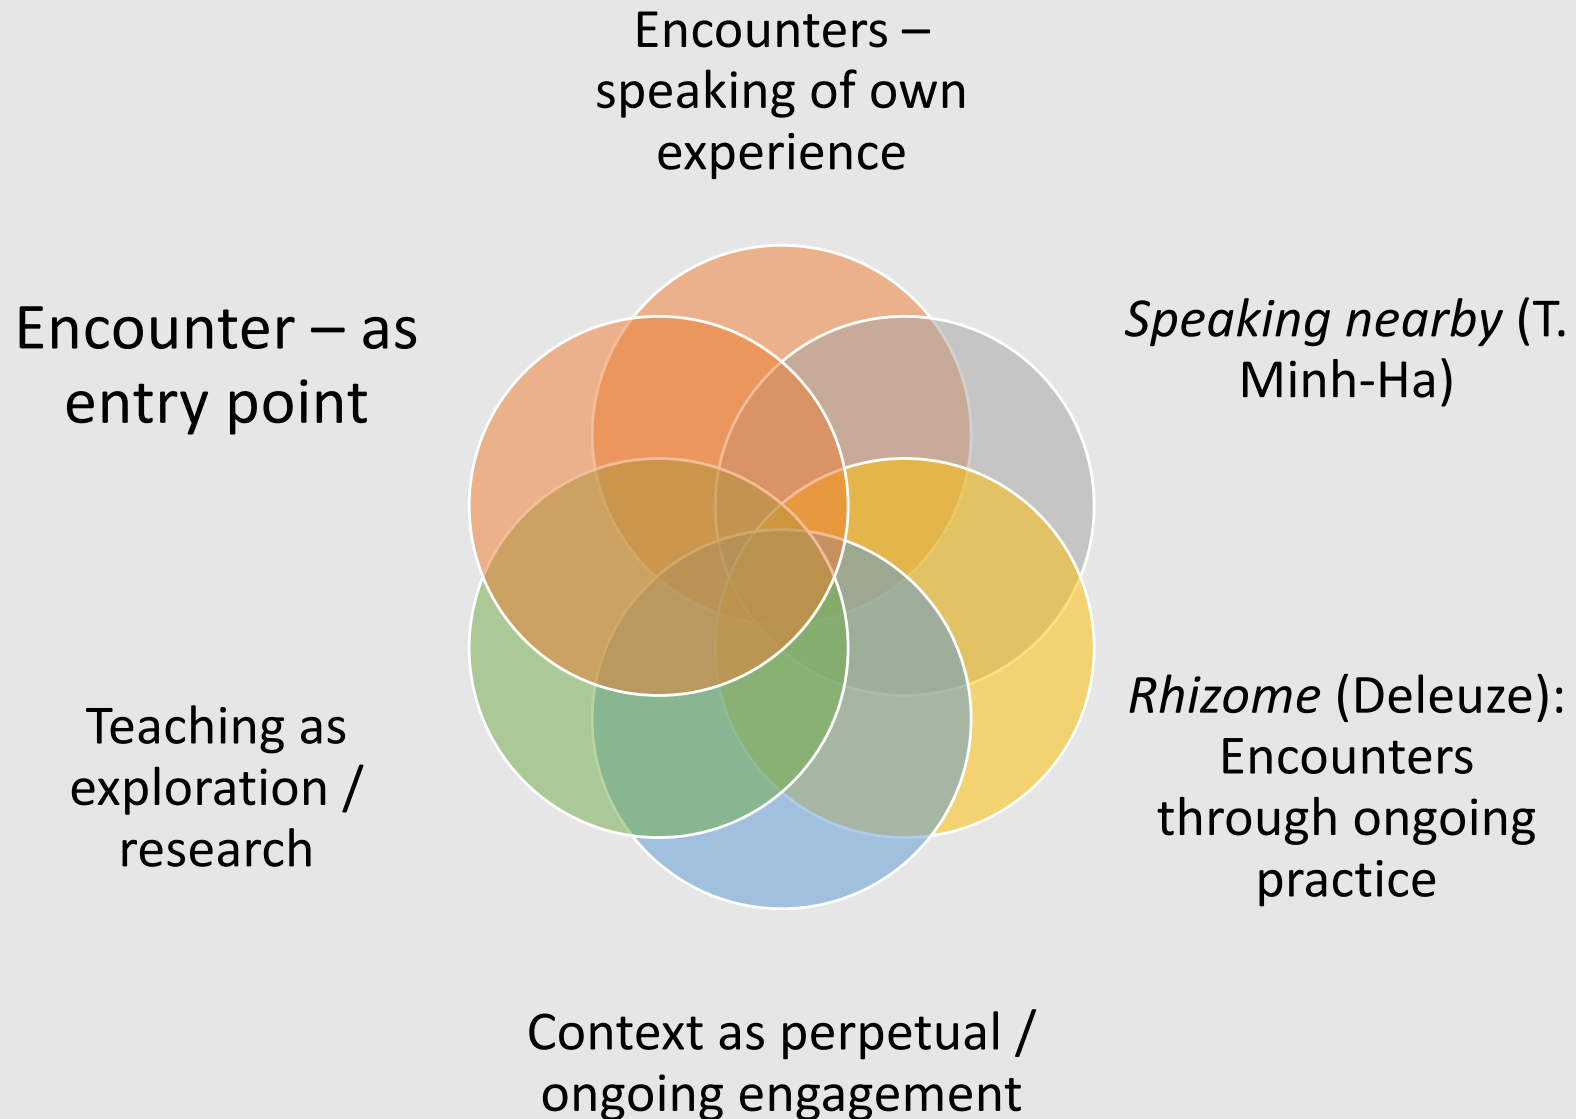 Encounters –
speaking of own
experience
Encounter – as
entry point
Speaking nearby (T.
Minh-Ha)
Teaching as
exploration /
research
Rhizome (Deleuze):
Encounters
through ongoing
practice
Context as perpetual /
ongoing engagement